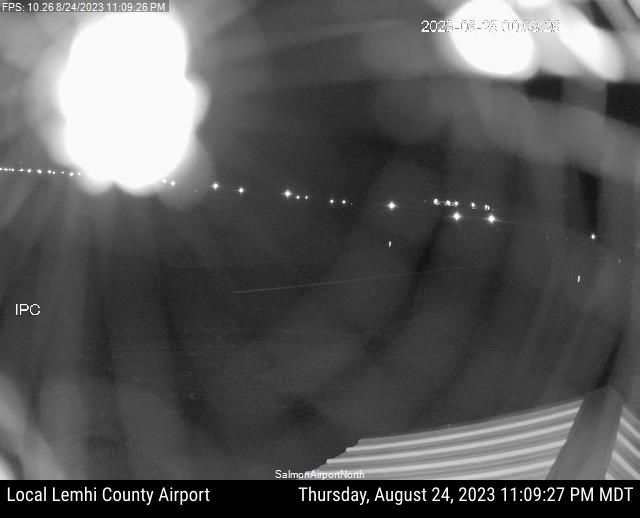 FPS: 10.26 8/24/2023 11:09:26 PM
2023-08-25 00:09:26
IPC
SalmonAirportNorth
Local Lemhi County Airport Thursday, August 24, 2023 11:09:27 PM MDT